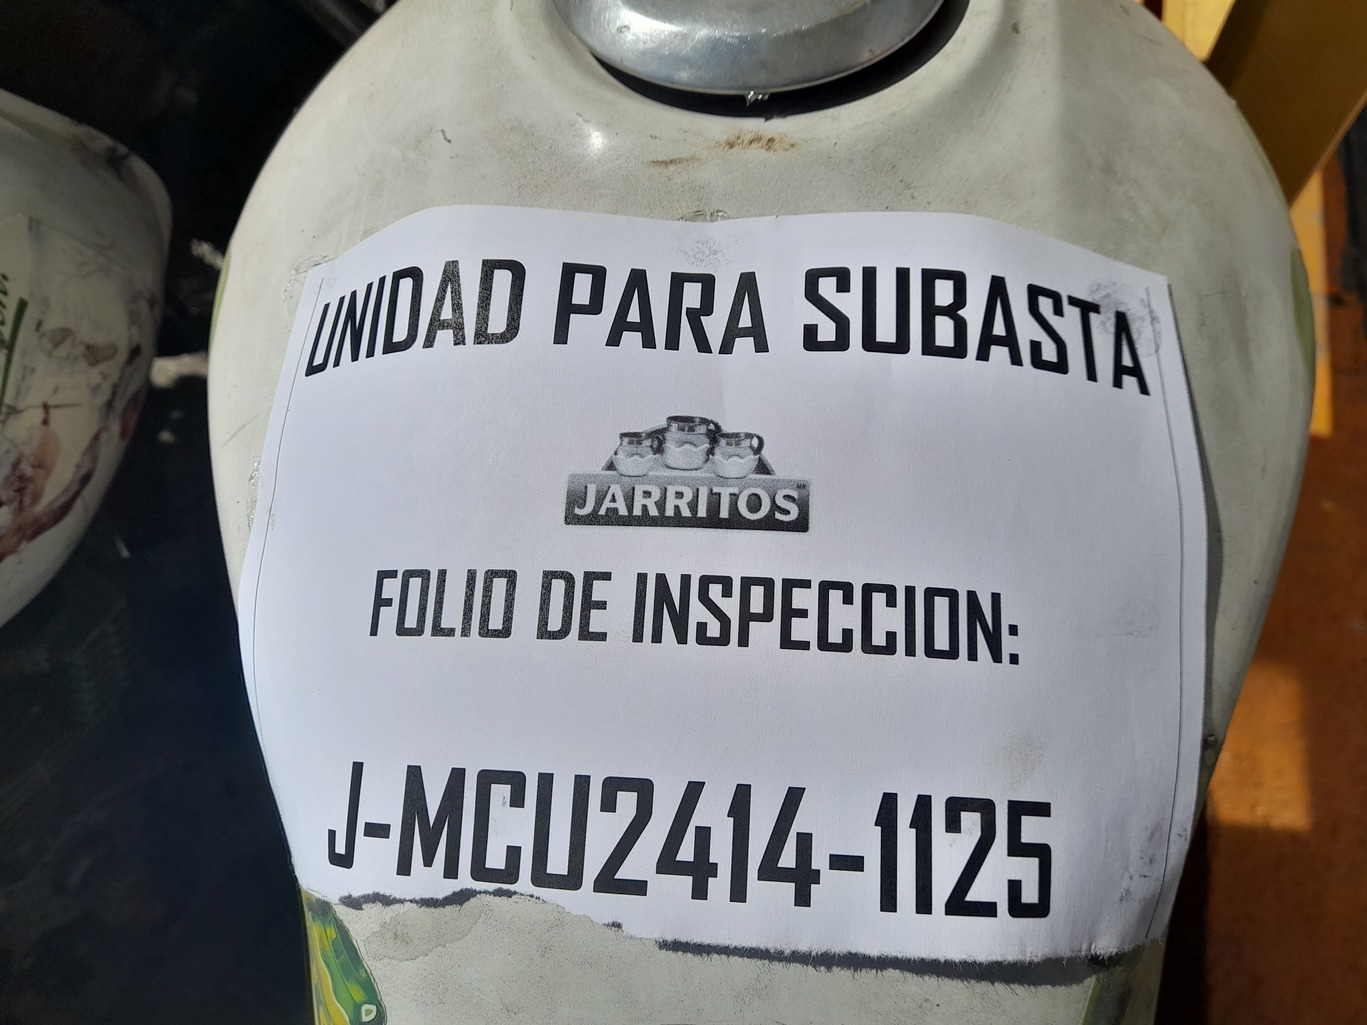 UNIDAD PARA SUBASTA
JARRITOS
FOLIO DE INSPECCION:
J-MCU2414-1125